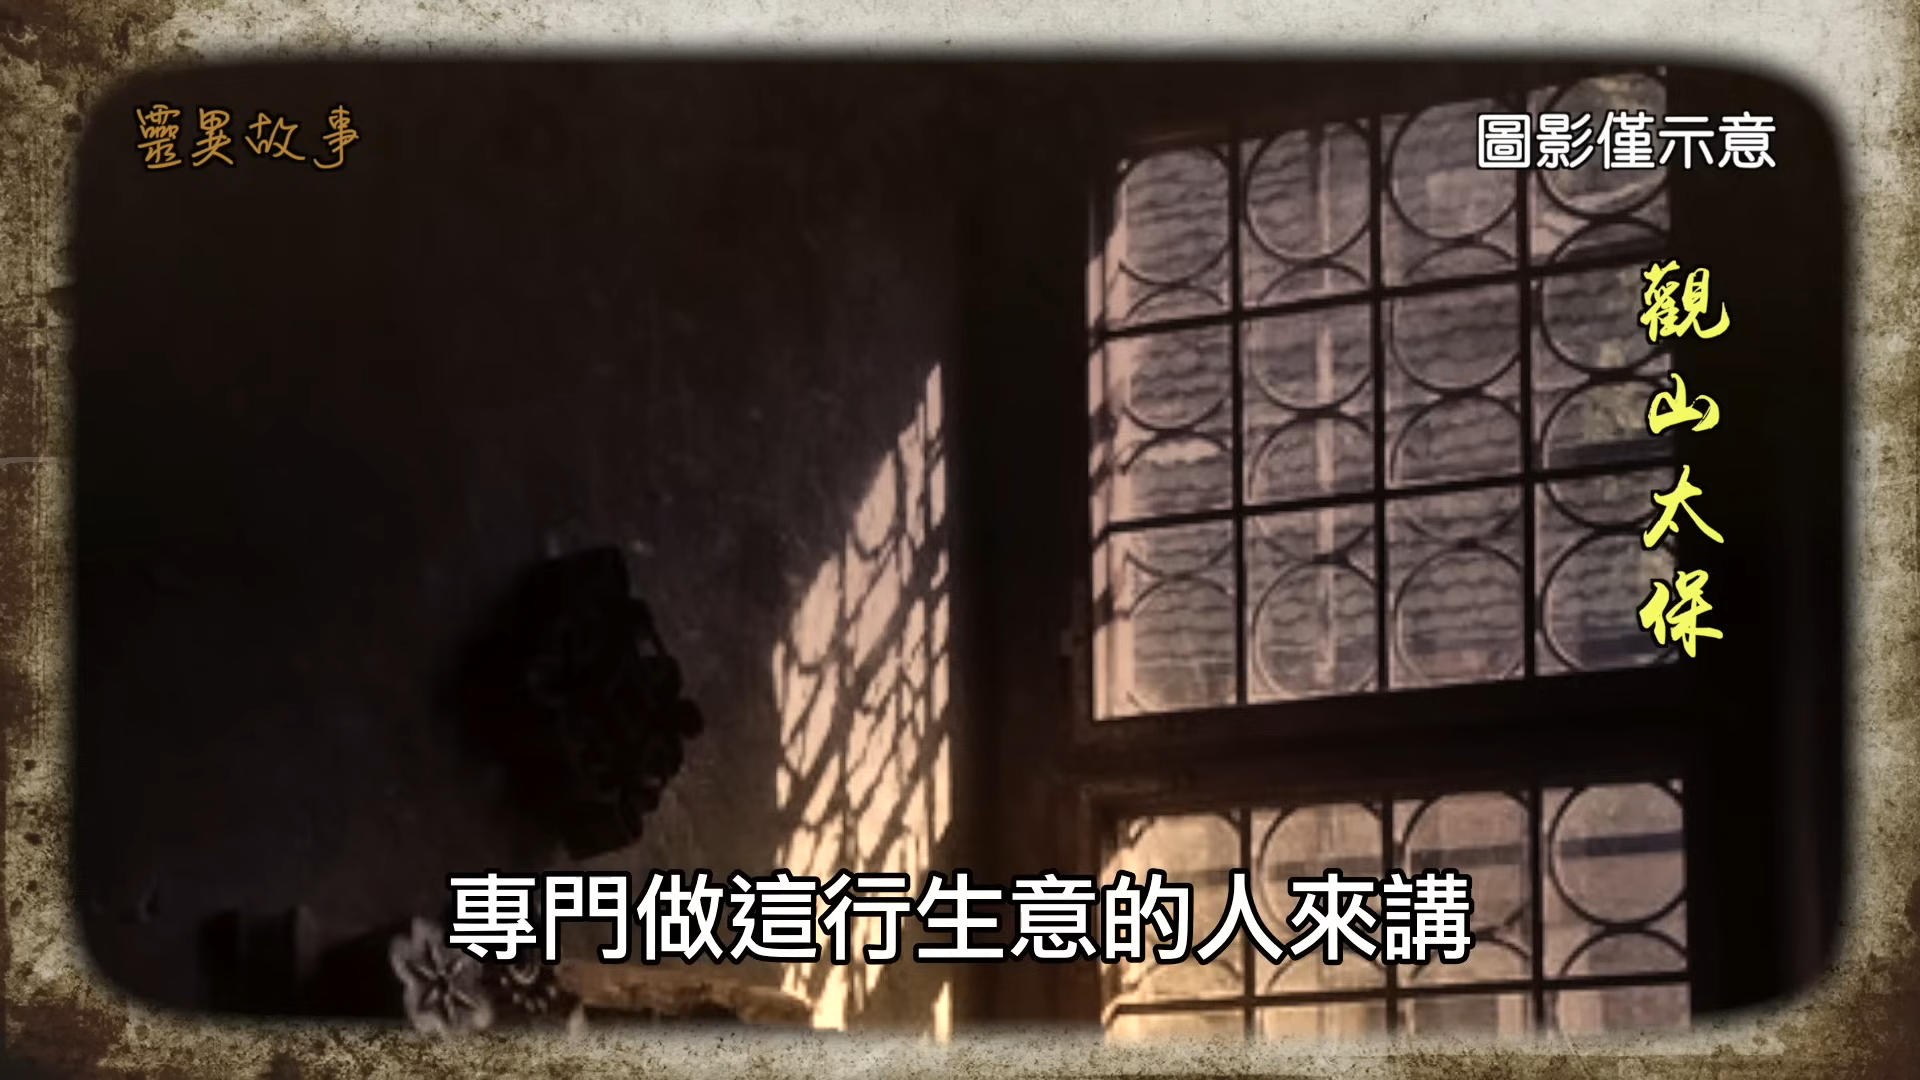 靈異故事
圖影僅示意
觀山太保
專門做這行生意的人來講